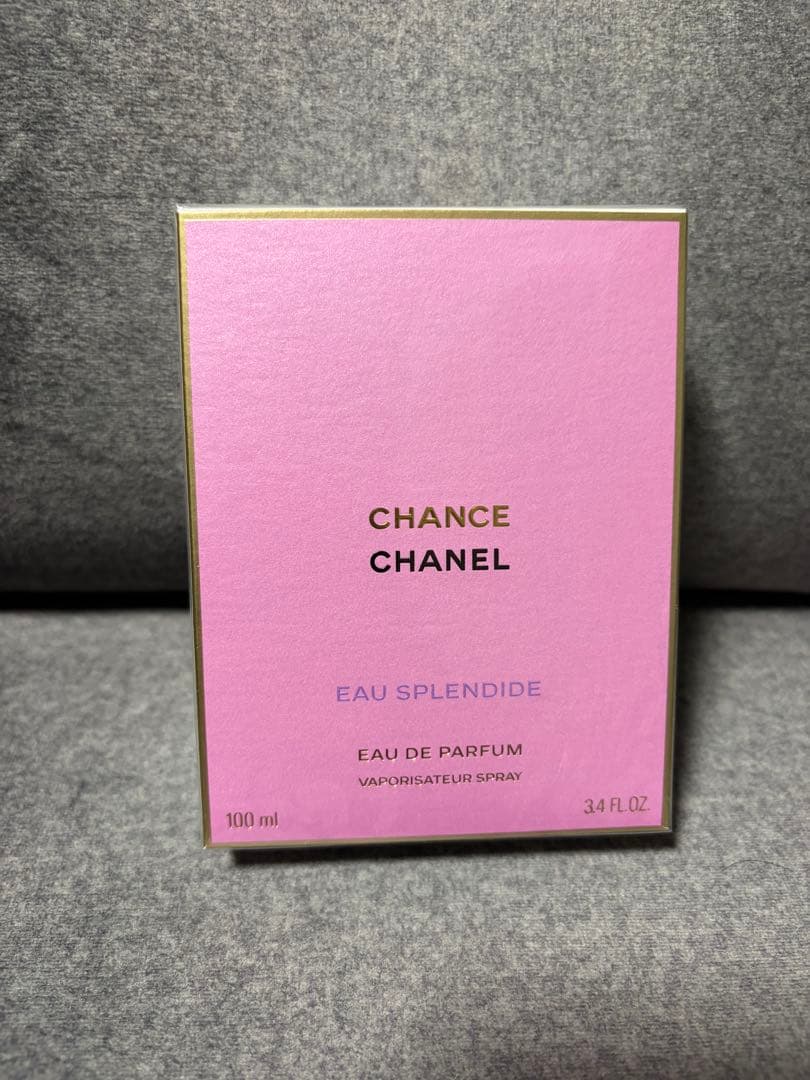 CHANCE
CHANEL
EAU SPLENDIDE
EAU DE PARFUM
VAPORISATEUR SPRAY
100 ml
3.4 FL.OZ.